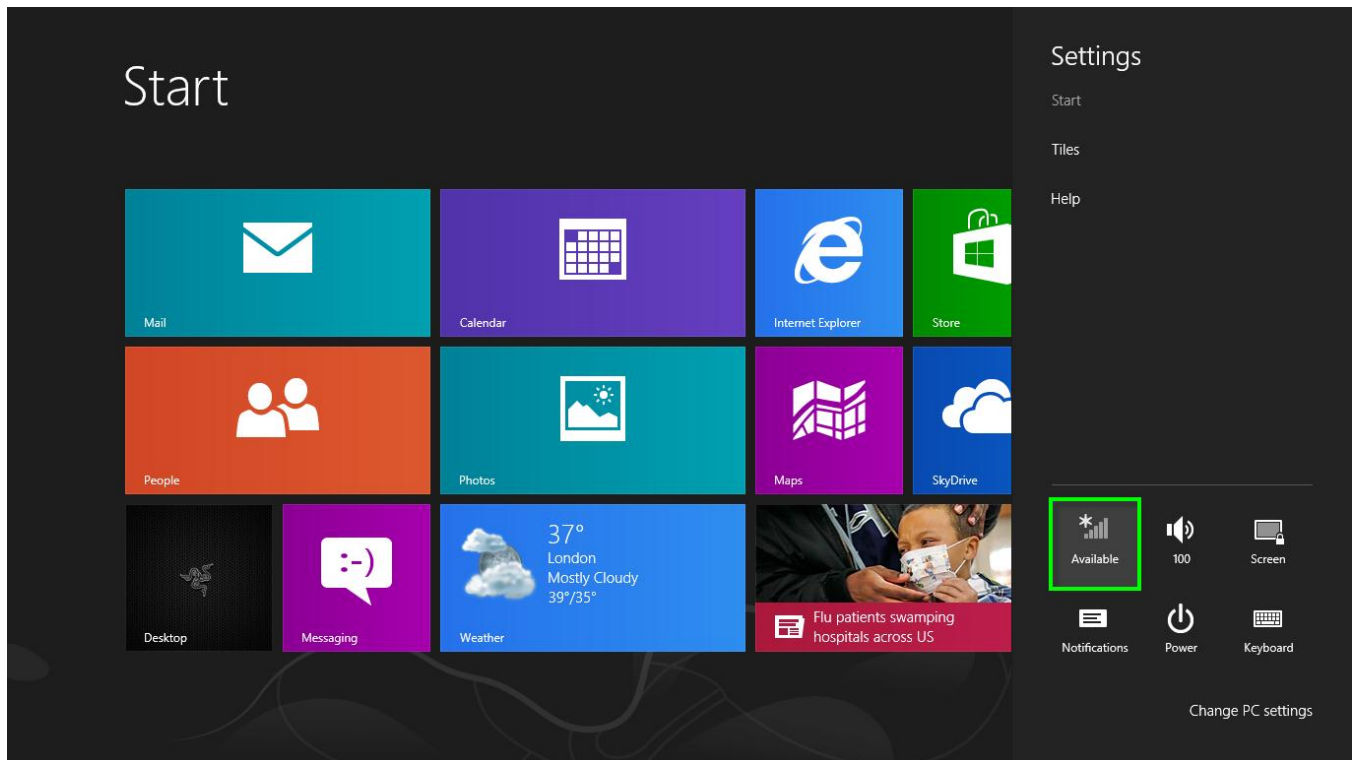 Start
Settings
Start
Tiles
Help
Mail
Calendar
Internet Explorer
Store
People
Photos
Maps
SkyDrive
Desktop
:-)
Messaging
37°
London
Mostly Cloudy
39°/35°
Weather
Flu patients swamping
hospitals across US
Available
100
Screen
Notifications
Power
Keyboard
Change PC settings